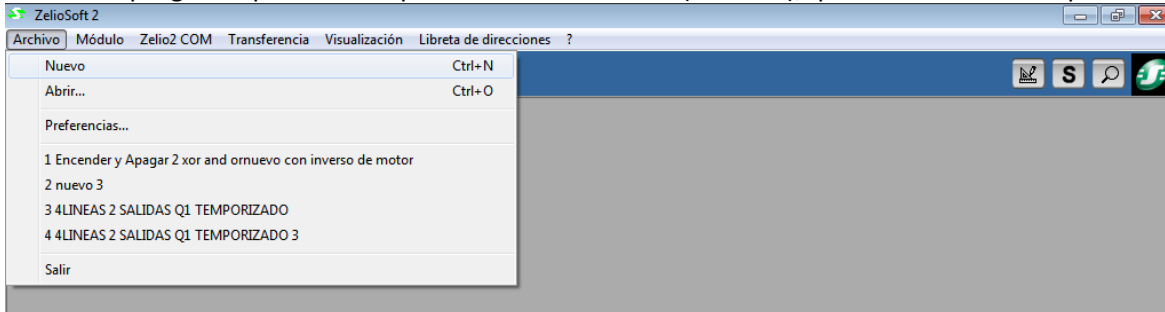 ZelioSoft 2
Archivo Módulo Zelio2 COM Transferencia Visualización Libreta de direcciones ?
Nuevo Ctrl+N
S
Abrir... Ctrl+O
Preferencias...
1 Encender y Apagar 2 xor and ornuevo con inverso de motor
2 nuevo 3
3 4LINEAS 2 SALIDAS Q1 TEMPORIZADO
4 4LINEAS 2 SALIDAS Q1 TEMPORIZADO 3
Salir